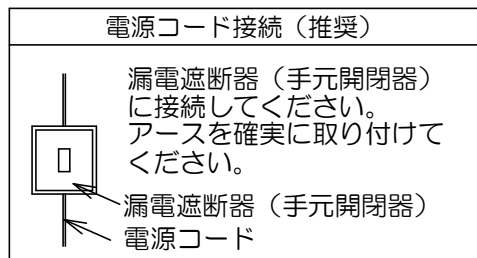 電源コード接続（推奨）
漏電遮断器（手元開閉器）
に接続してください。
アースを確実に取り付けて
ください。
漏電遮断器（手元開閉器）
電源コード